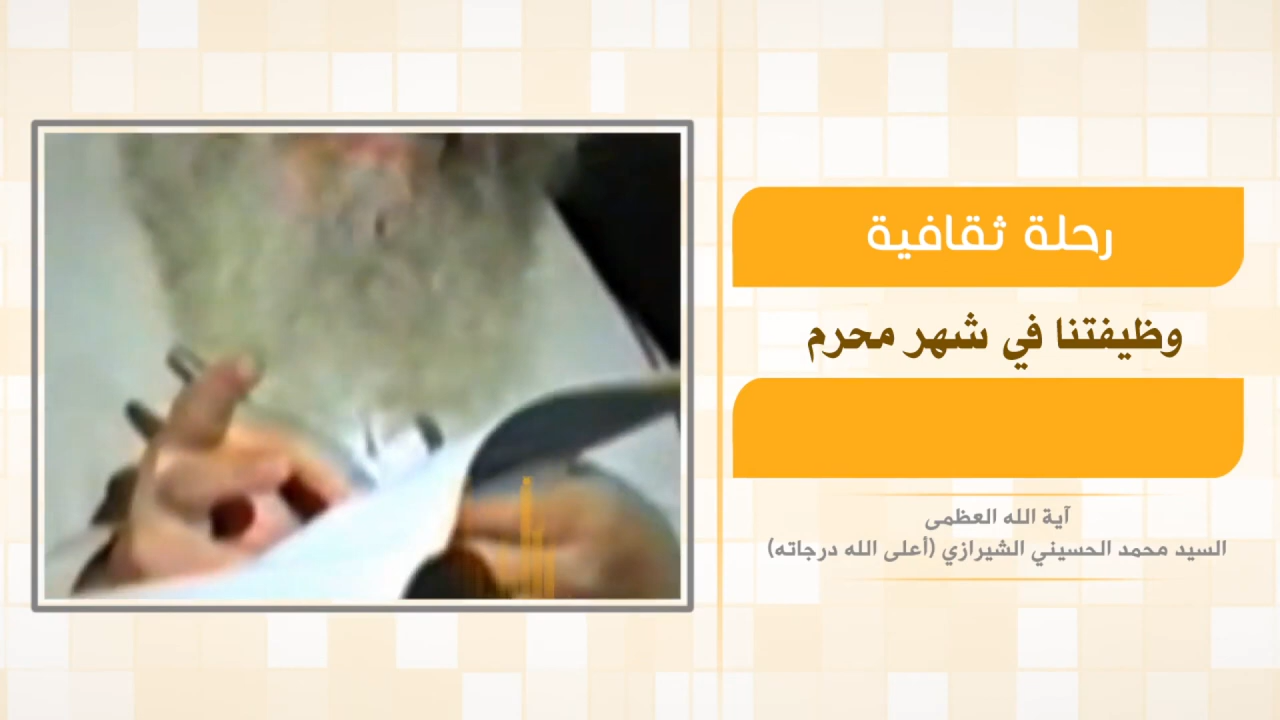 رحلة ثقافية
وظيفتنا في شهر محرم
آية الله العظمى
السيد محمد الحسيني الشيرازي (أعلى الله درجاته)